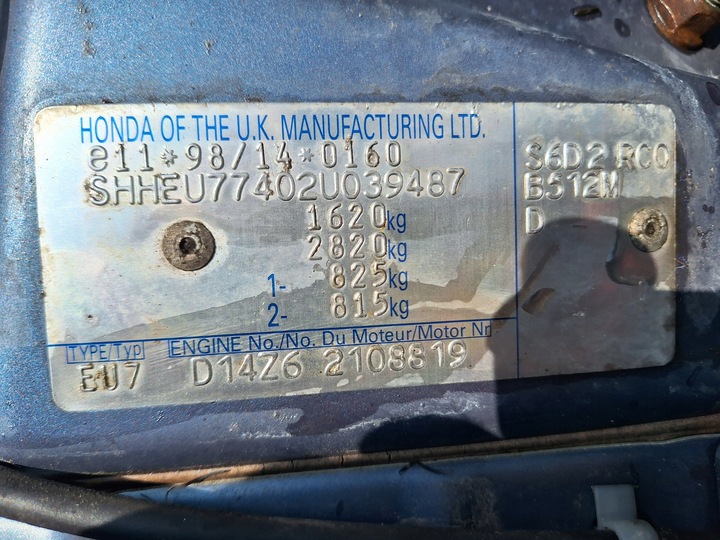 HONDA OF THE U.K. MANUFACTURING LTD.
e11*98/14*0160
SHHEU77402U039487
1620kg
2820kg
1- 825kg
2- 815kg
S6D2 RC0
B512M
D
TYPE/Typ ENGINE No./No. Du Moteur/Motor Nr
EU7 D14Z6 2108819